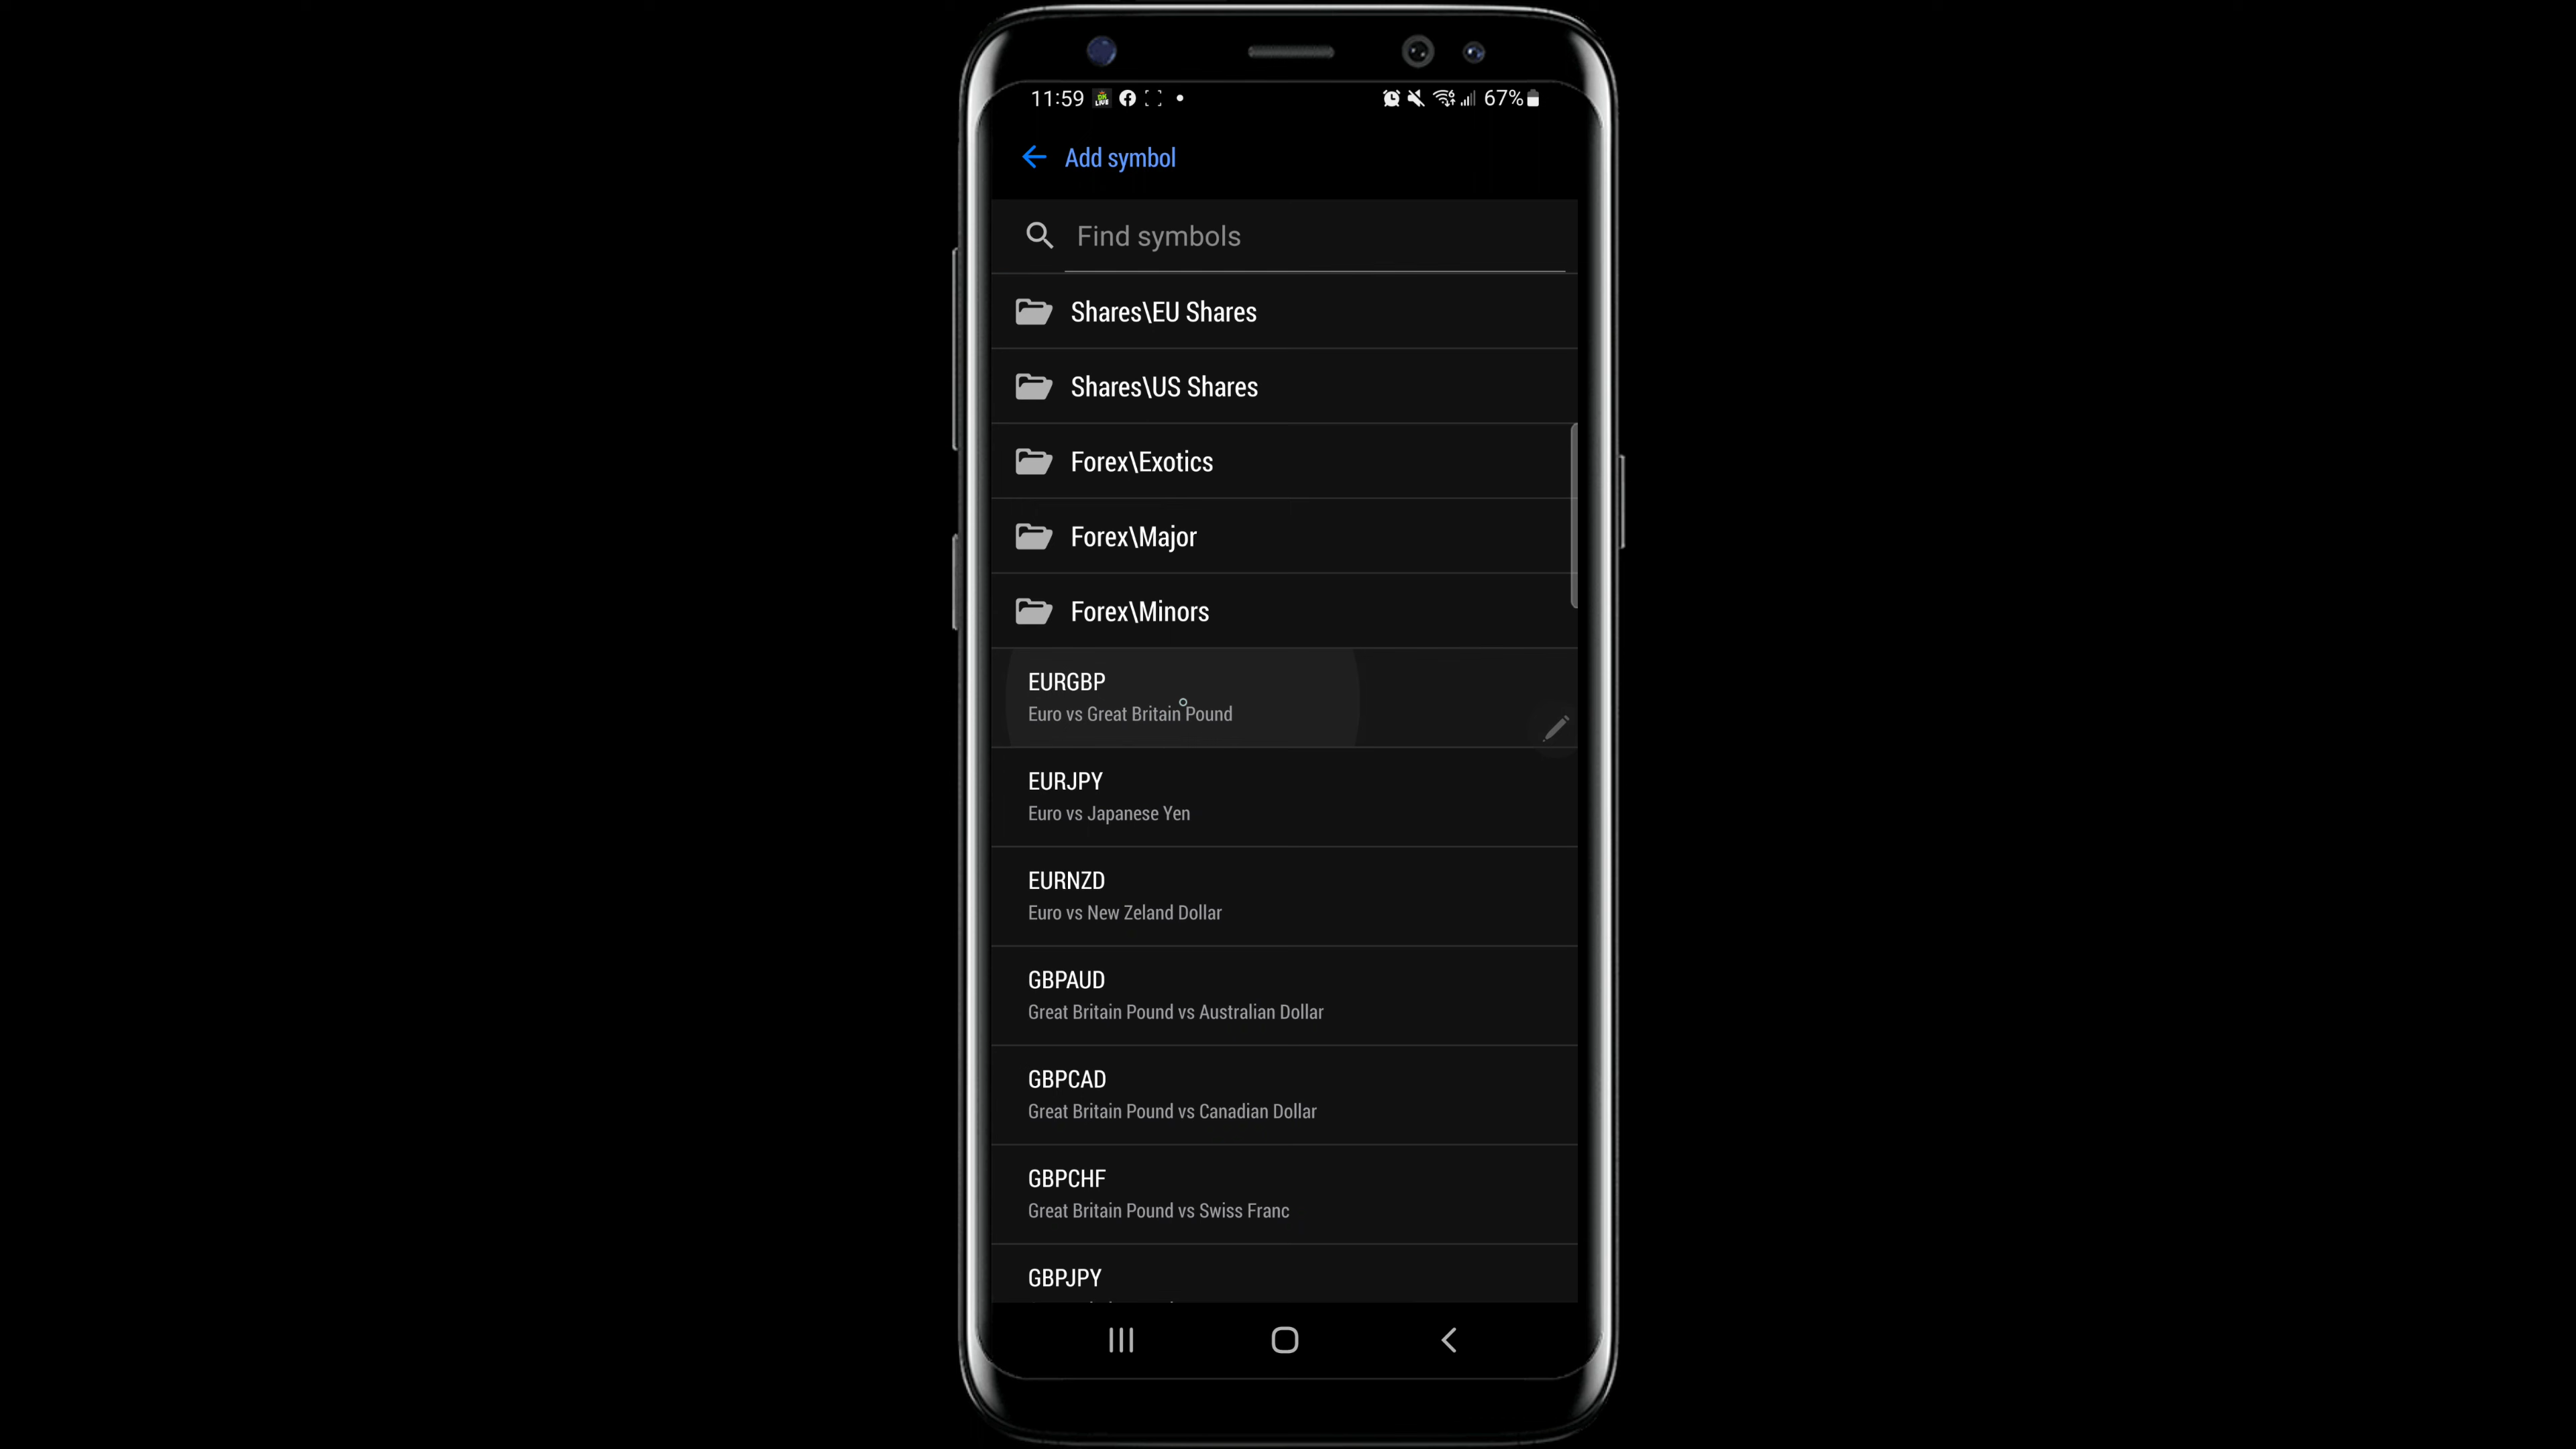 11:59
67%
Add symbol
Find symbols
Shares\EU Shares
Shares\US Shares
Forex\Exotics
Forex\Major
Forex\Minors
EURGBP
Euro vs Great Britain Pound
EURJPY
Euro vs Japanese Yen
EURNZD
Euro vs New Zeland Dollar
GBPAUD
Great Britain Pound vs Australian Dollar
GBPCAD
Great Britain Pound vs Canadian Dollar
GBPCHF
Great Britain Pound vs Swiss Franc
GBPJPY